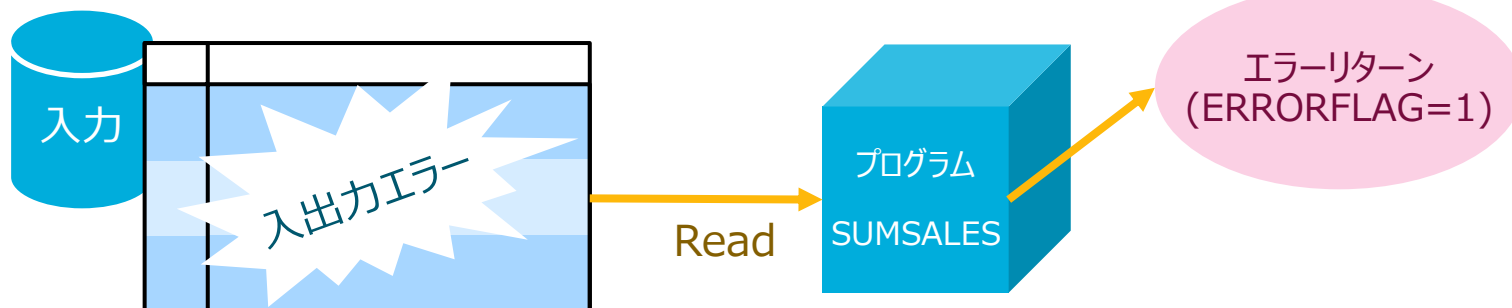 入力
入出力エラー
Read
プログラム
SUMSALES
エラーリターン
(ERRORFLAG=1)